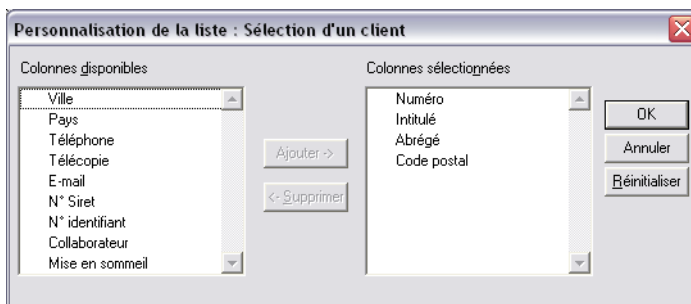 Personnalisation de la liste : Sélection d'un client
Colonnes disponibles
Ville
Pays
Téléphone
Télécopie
E-mail
N° Siret
N° identifiant
Collaborateur
Mise en sommeil
Ajouter ->
<- Supprimer
Colonnes sélectionnées
Numéro
Intitulé
Abrégé
Code postal
OK
Annuler
Réinitialiser